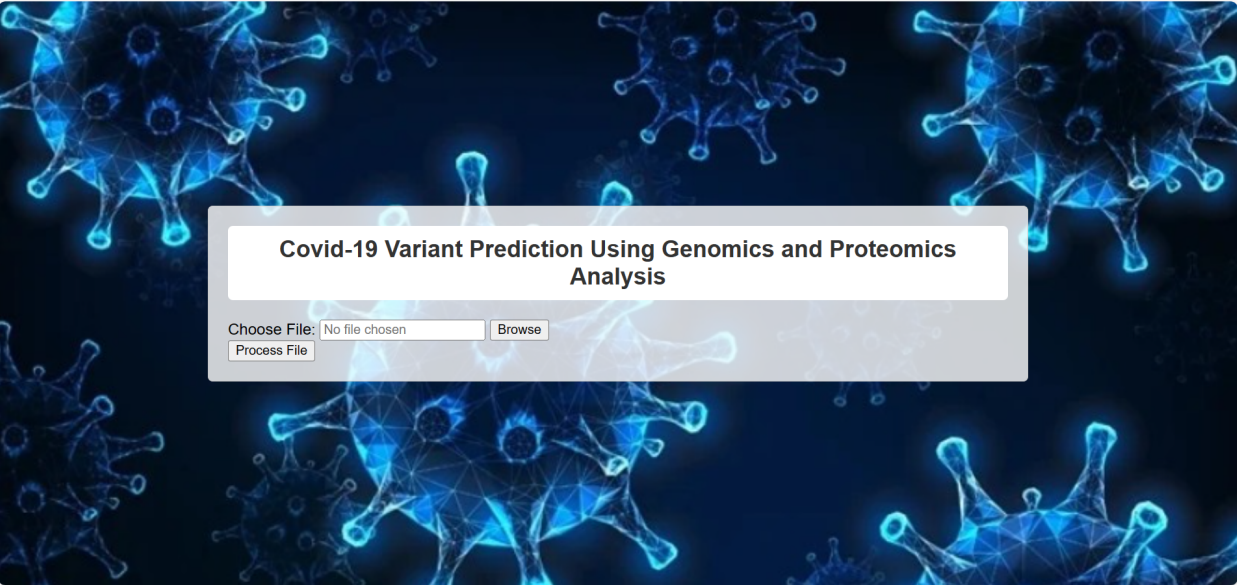 Covid-19 Variant Prediction Using Genomics and Proteomics
Analysis
Choose File: No file chosen Browse
Process File